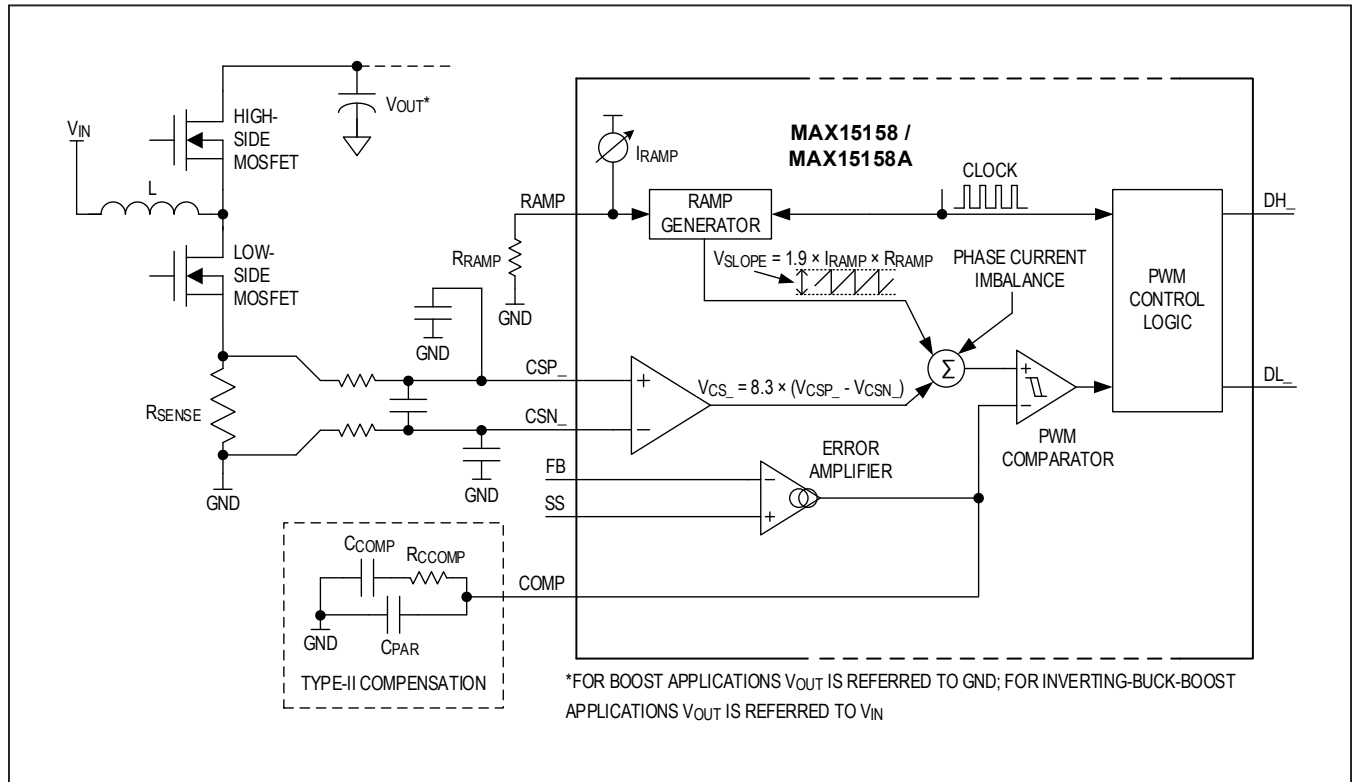 HIGH-
SIDE
MOSFET
VOUT*
VIN
L
LOW-
SIDE
MOSFET
RSENSE
GND
RAMP
RRAMP
GND
GND
CSP_
CSN_
GND
FB
SS
COMP
CCOMP
RCCOMP
GND
CPAR
TYPE-II COMPENSATION
MAX15158 /
MAX15158A
IRAMP
RAMP
GENERATOR
CLOCK
VSLOPE = 1.9 × IRAMP × RRAMP
PHASE CURRENT
IMBALANCE
Σ
VCS_ = 8.3 × (VCSP_ - VCSN_)
+
−
ERROR
AMPLIFIER
−
+
+
−
PWM
COMPARATOR
PWM
CONTROL
LOGIC
DH_
DL_
*FOR BOOST APPLICATIONS VOUT IS REFERRED TO GND; FOR INVERTING-BUCK-BOOST
APPLICATIONS VOUT IS REFERRED TO VIN